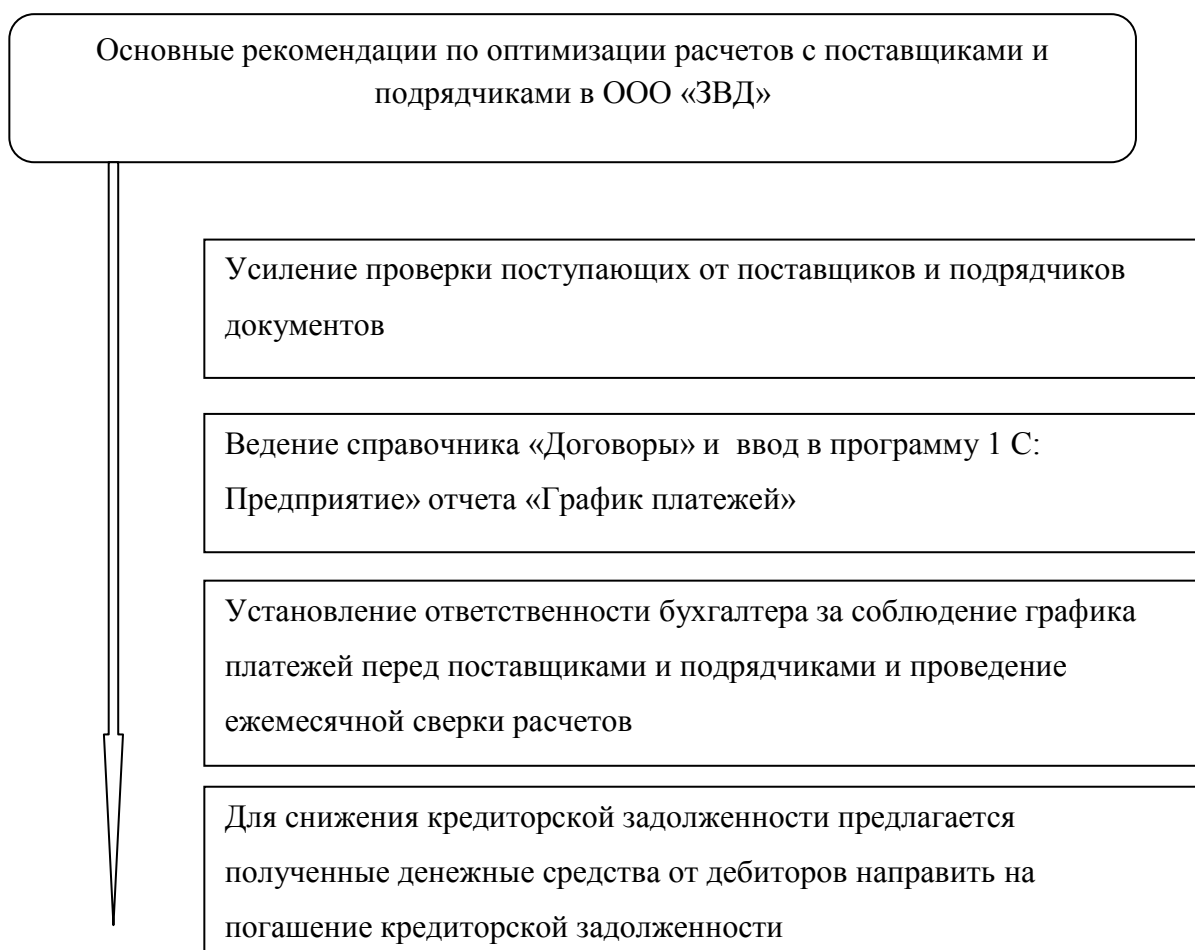 Основные рекомендации по оптимизации расчетов с поставщиками и
подрядчиками в ООО «ЗВД»
Усиление проверки поступающих от поставщиков и подрядчиков
документов
Ведение справочника «Договоры» и  ввод в программу 1 С:
Предприятие» отчета «График платежей»
Установление ответственности бухгалтера за соблюдение графика
платежей перед поставщиками и подрядчиками и проведение
ежемесячной сверки расчетов
Для снижения кредиторской задолженности предлагается
полученные денежные средства от дебиторов направить на
погашение кредиторской задолженности